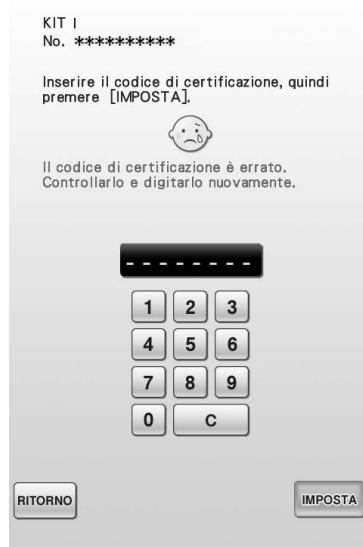 KIT I
No. **********
Inserire il codice di certificazione, quindi
premere [IMPOSTA].
Il codice di certificazione è errato.
Controllarlo e digitarlo nuovamente.
- - - - - - - -
1 2 3
4 5 6
7 8 9
0 C
RITORNO IMPOSTA